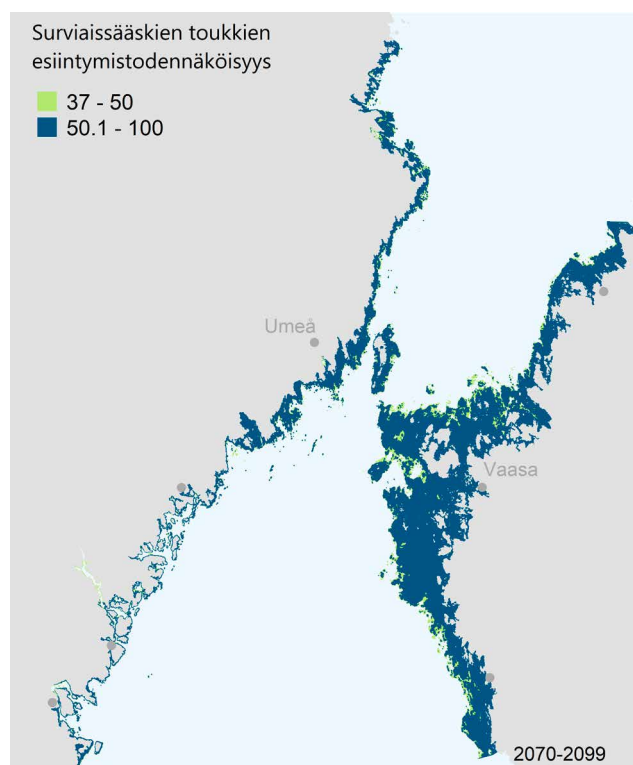 Surviaissääskien toukkien
esiintymistodennäköisyys
37 - 50
50.1 - 100
Umeå
Vaasa
2070-2099